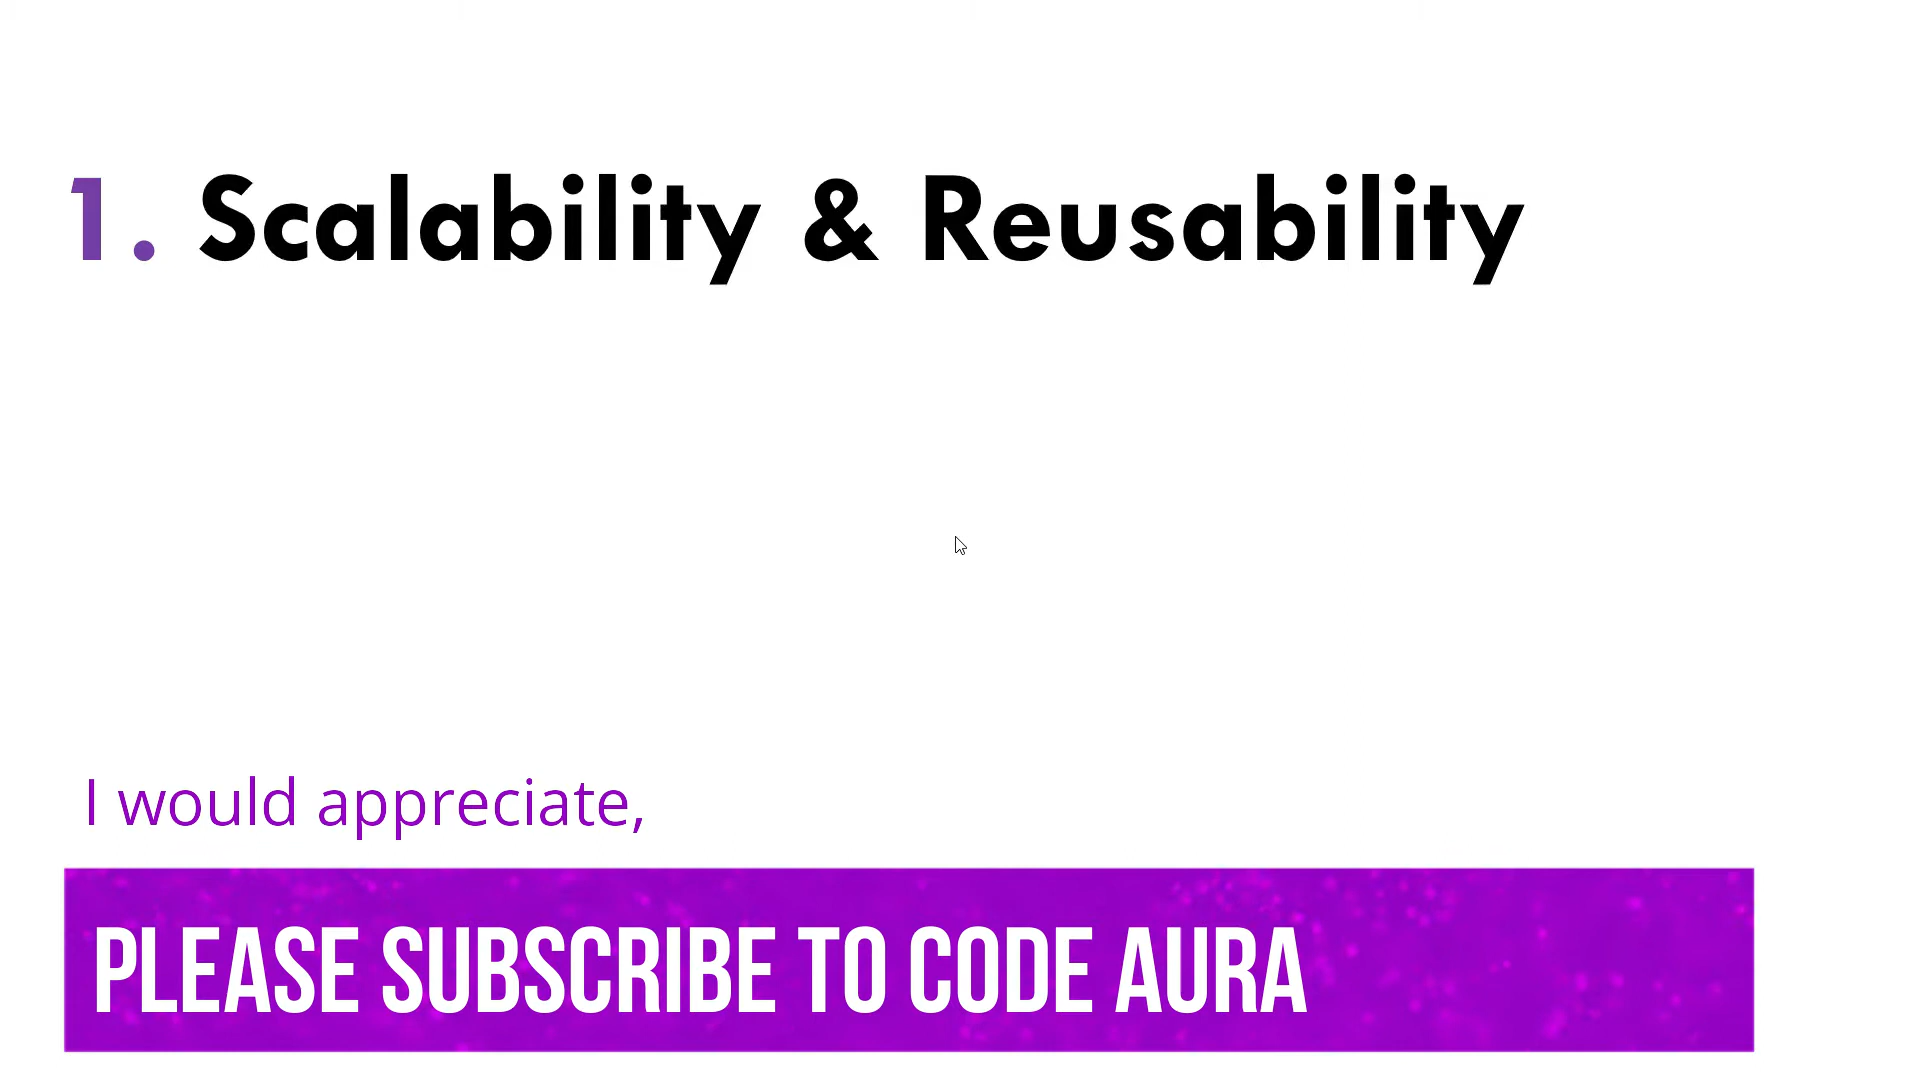 1. Scalability & Reusability
I would appreciate,
PLEASE SUBSCRIBE TO CODE AURA